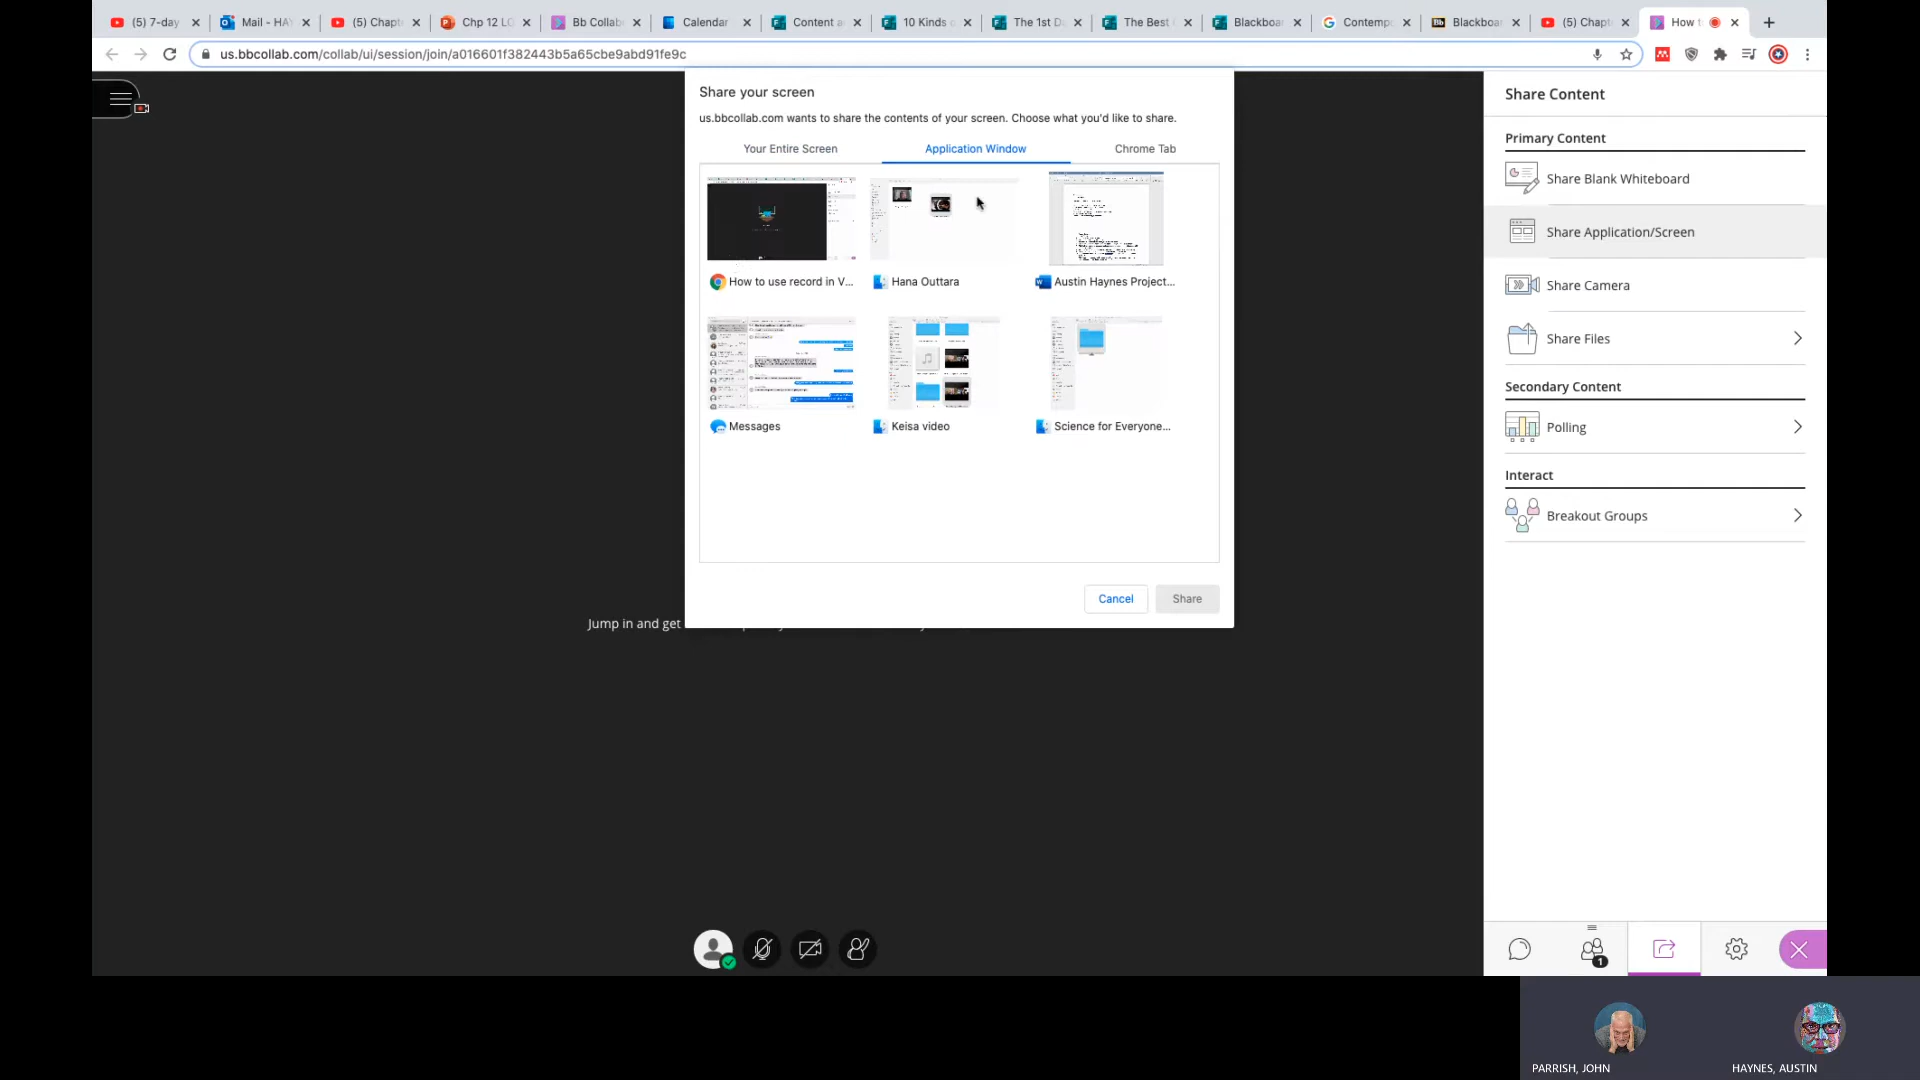 (5) 7-day
Mail - HAY
(5) Chapt
Chp 12 LO
Bb Collab
Calendar
Content a
10 Kinds o
The 1st D
The Best
Blackboar
Contempo
Bb
Blackboar
(5) Chapt
How t
us.bbcollab.com/collab/ui/session/join/a016601f382443b5a65cbe9abd91fe9c
Share your screen
us.bbcollab.com wants to share the contents of your screen. Choose what you'd like to share.
Your Entire Screen
Application Window
Chrome Tab
How to use record in V...
Hana Outtara
Austin Haynes Project...
Messages
Keisa video
Science for Everyone...
Cancel
Share
Jump in and get
Share Content
Primary Content
Share Blank Whiteboard
Share Application/Screen
Share Camera
Share Files
Secondary Content
Polling
Interact
Breakout Groups
1
PARRISH, JOHN
HAYNES, AUSTIN